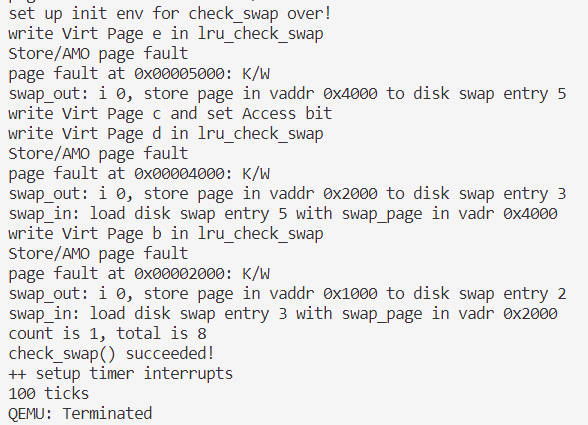 set up init env for check_swap over!
write Virt Page e in lru_check_swap
Store/AMO page fault
page fault at 0x00005000: K/W
swap_out: i 0, store page in vaddr 0x4000 to disk swap entry 5
write Virt Page c and set Access bit
write Virt Page d in lru_check_swap
Store/AMO page fault
page fault at 0x00004000: K/W
swap_out: i 0, store page in vaddr 0x2000 to disk swap entry 3
swap_in: load disk swap entry 5 with swap_page in vadr 0x4000
write Virt Page b in lru_check_swap
Store/AMO page fault
page fault at 0x00002000: K/W
swap_out: i 0, store page in vaddr 0x1000 to disk swap entry 2
swap_in: load disk swap entry 3 with swap_page in vadr 0x2000
count is 1, total is 8
check_swap() succeeded!
++ setup timer interrupts
100 ticks
QEMU: Terminated